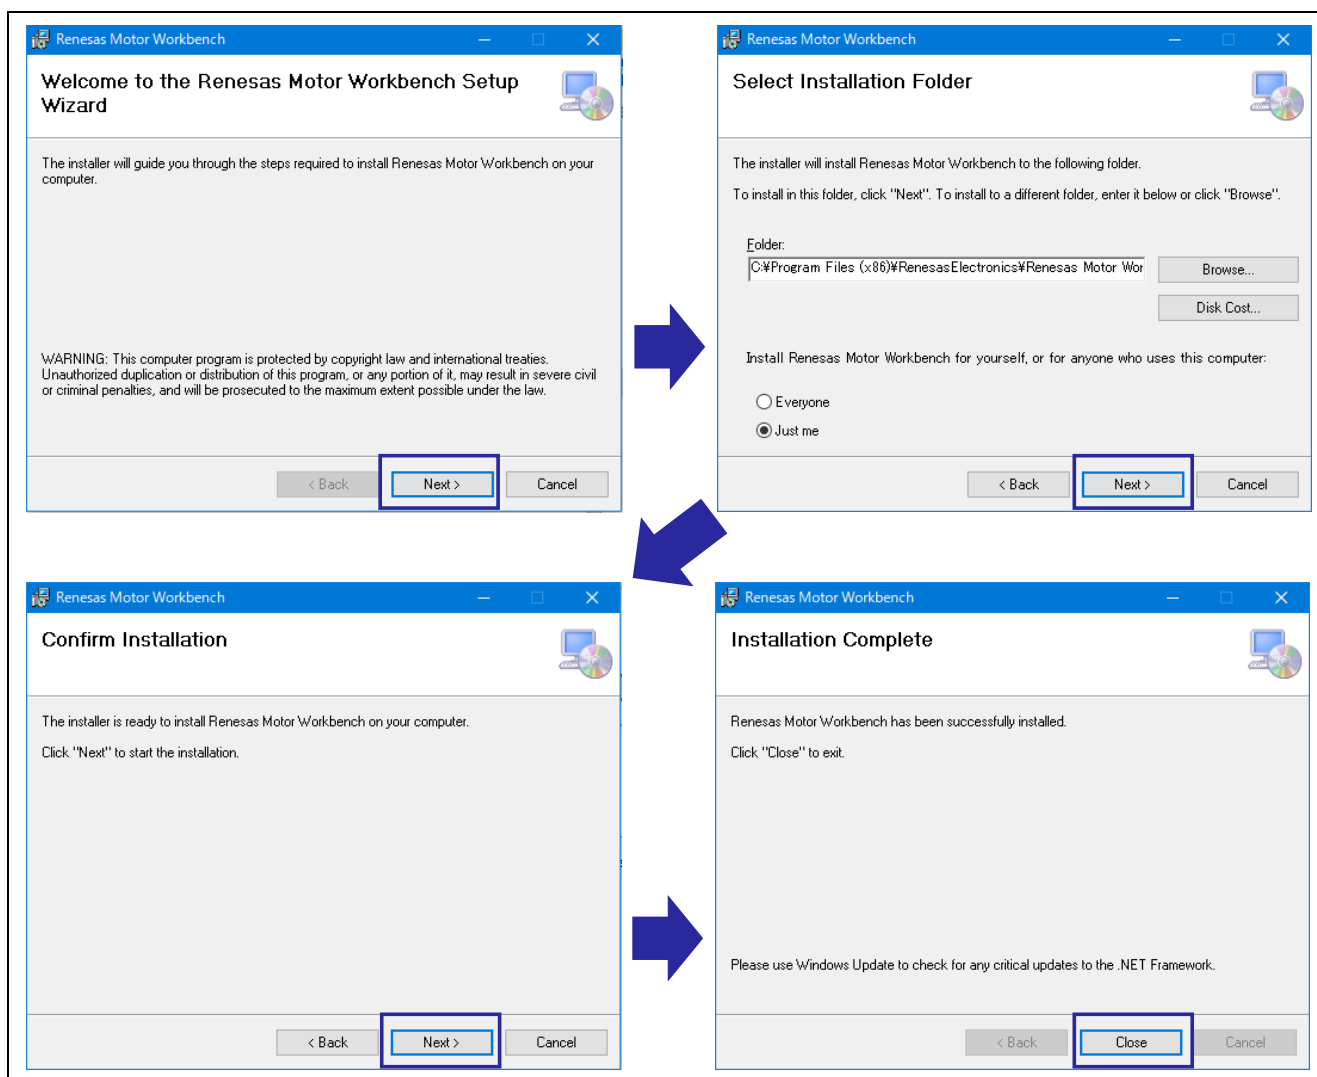 Renesas Motor Workbench
Welcome to the Renesas Motor Workbench Setup
Wizard
The installer will guide you through the steps required to install Renesas Motor Workbench on your
computer.
WARNING: This computer program is protected by copyright law and international treaties.
Unauthorized duplication or distribution of this program, or any portion of it, may result in severe civil
or criminal penalties, and will be prosecuted to the maximum extent possible under the law.
< Back
Next >
Cancel
Renesas Motor Workbench
Select Installation Folder
The installer will install Renesas Motor Workbench to the following folder.
To install in this folder, click "Next". To install to a different folder, enter it below or click "Browse".
Folder:
C:¥Program Files (x86)¥RenesasElectronics¥Renesas Motor Wor
Browse...
Disk Cost...
Install Renesas Motor Workbench for yourself, or for anyone who uses this computer:
Everyone
Just me
< Back
Next >
Cancel
Renesas Motor Workbench
Confirm Installation
The installer is ready to install Renesas Motor Workbench on your computer.
Click "Next" to start the installation.
< Back
Next >
Cancel
Renesas Motor Workbench
Installation Complete
Renesas Motor Workbench has been successfully installed.
Click "Close" to exit.
Please use Windows Update to check for any critical updates to the .NET Framework.
< Back
Close
Cancel